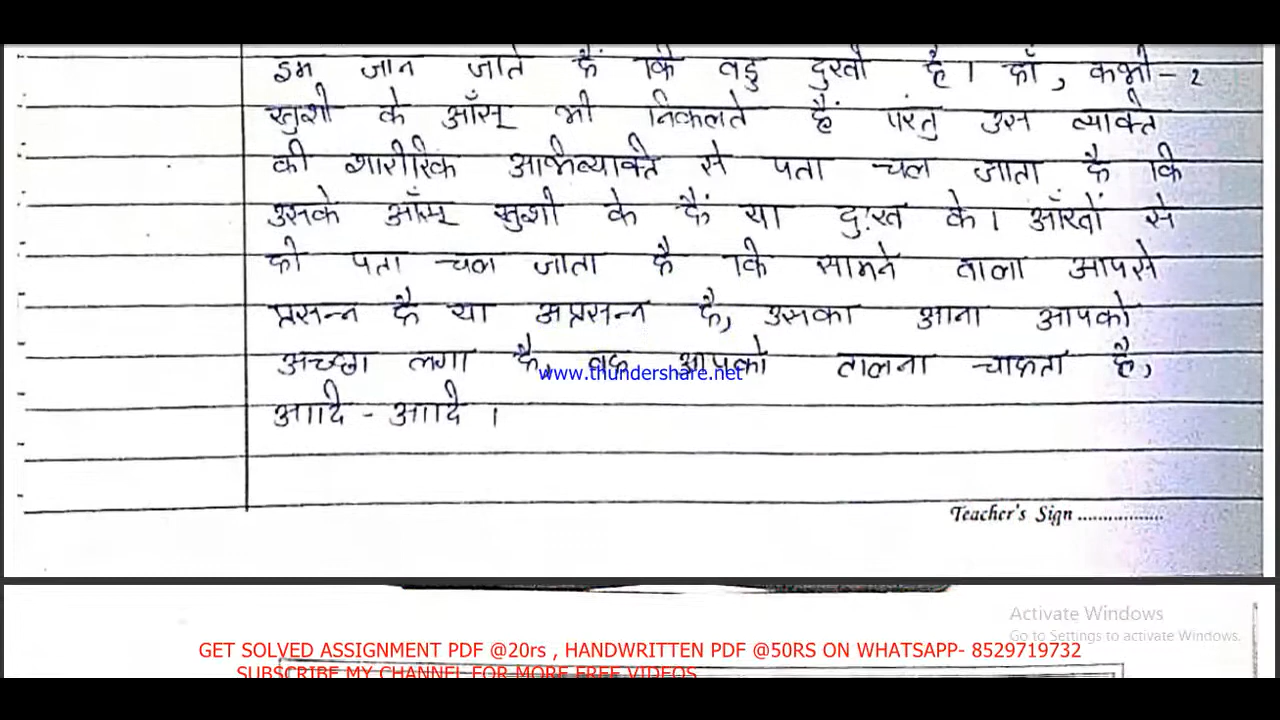 हम जान जाते हैं कि वह दुखी है। हाँ, कभी-2
खुशी के आँसू भी निकलते हैं परंतु उस व्यक्ति
की शारीरिक अभिव्यक्ति से पता चल जाता है कि
उसके आँसू खुशी के हैं या दुःख के। आँखों से
ही पता चल जाता है कि सामने वाला आपसे
प्रसन्न है या अप्रसन्न है, उसका आना आपको
अच्छा लगा है, वह आपको टालना चाहता है,
www.thundershare.net
आदि - आदि ।
Teacher's Sign .................
Activate Windows
Go to Settings to activate Windows.
GET SOLVED ASSIGNMENT PDF @20rs , HANDWRITTEN PDF @50RS ON WHATSAPP- 8529719732
SUBSCRIBE MY CHANNEL FOR MORE FREE VIDEOS